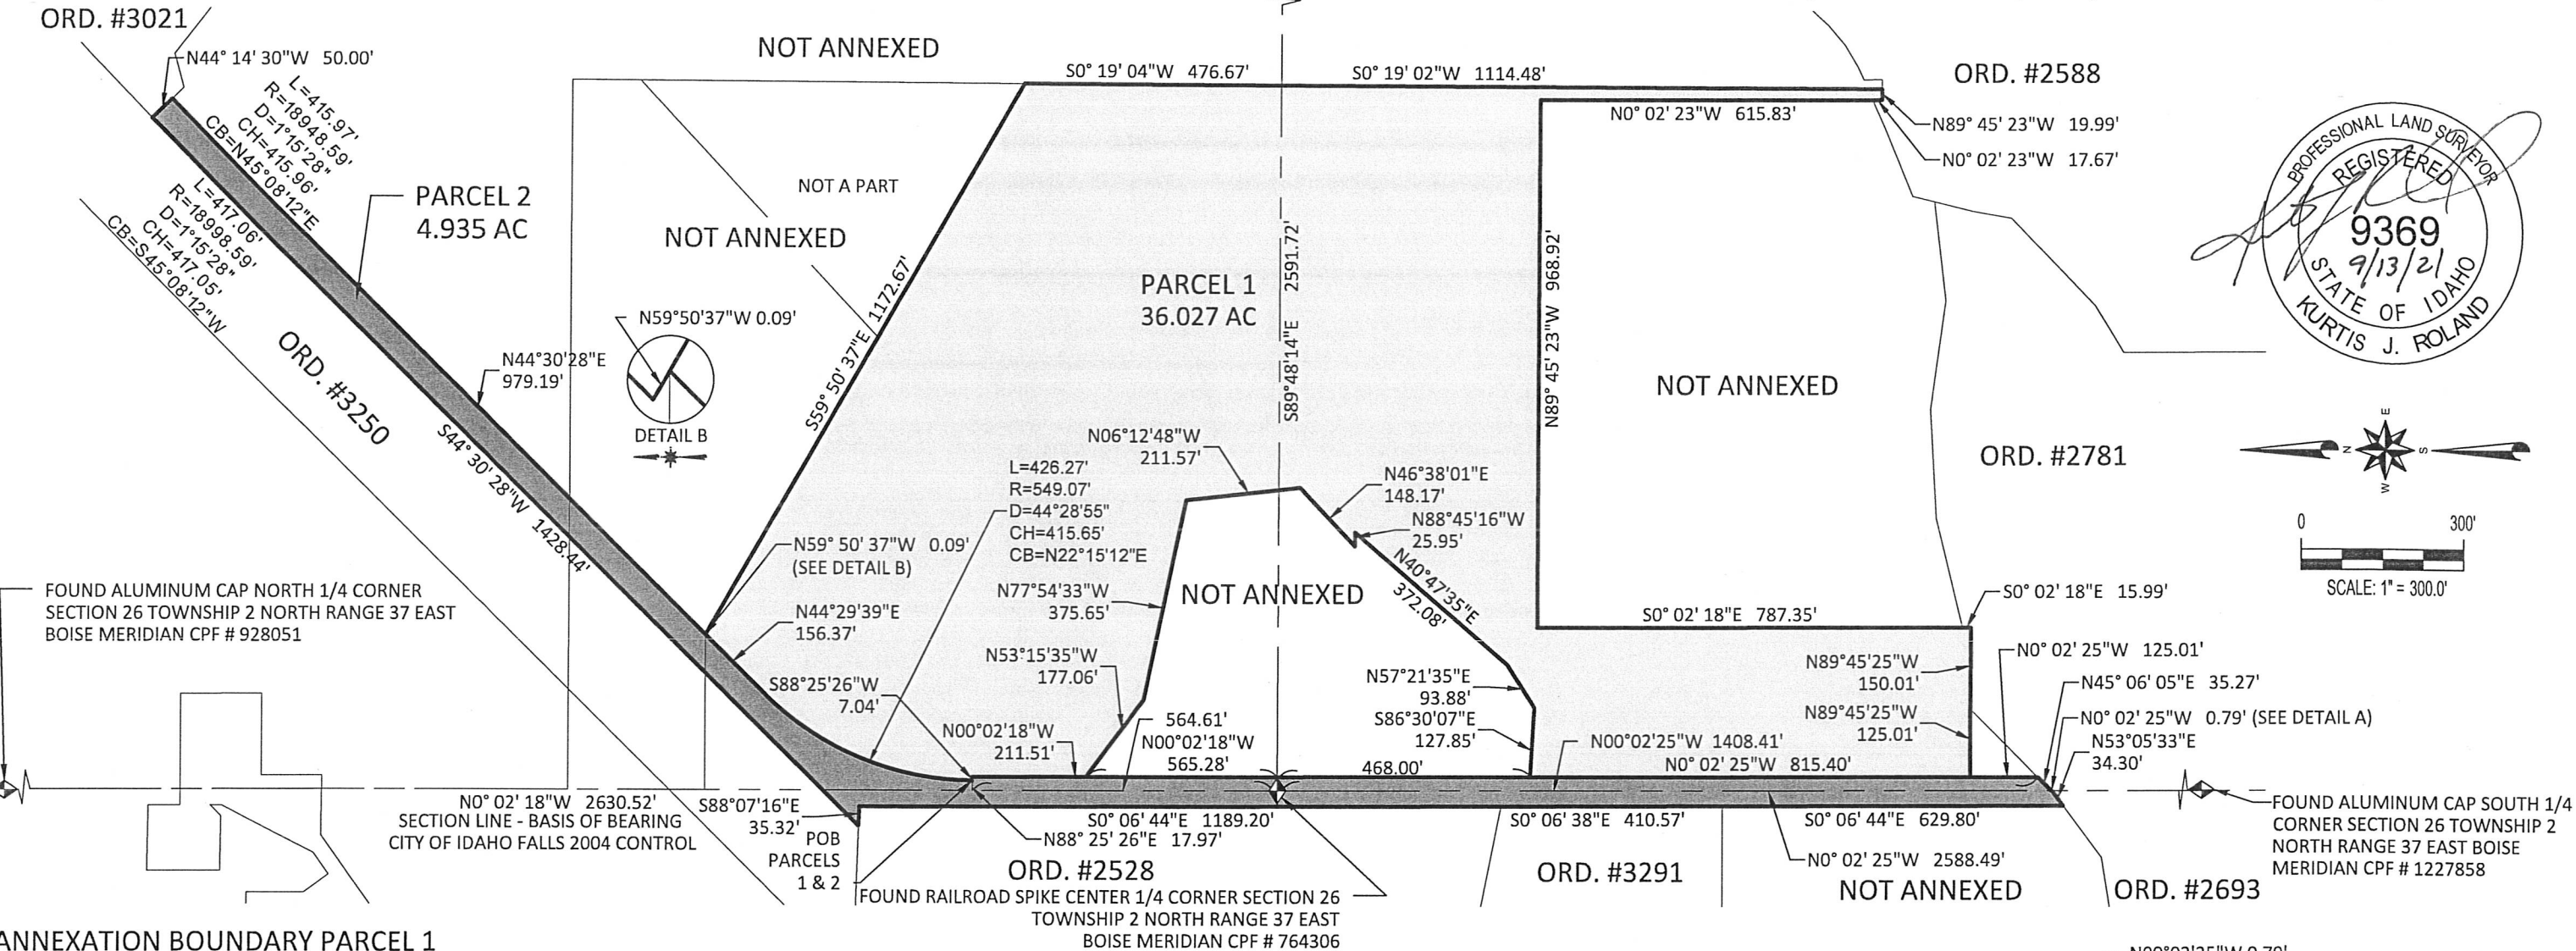 ORD. #3021
N44° 14' 30"W 50.00'
L=415.97'
R=18948.59'
D=1°15'28"
CH=415.96'
CB=N45°08'12"E
L=417.06'
R=18998.59'
D=1°15'28"
CH=417.05'
CB=S45°08'12"W
PARCEL 2
4.935 AC
NOT ANNEXED
S0° 19' 04"W 476.67'
S0° 19' 02"W 1114.48'
ORD. #2588
N0° 02' 23"W 615.83'
N89° 45' 23"W 19.99'
N0° 02' 23"W 17.67'
PROFESSIONAL LAND SURVEYOR
REGISTERED
9369
9/13/21
STATE OF IDAHO
KURTIS J. ROLAND
NOT A PART
NOT ANNEXED
S59° 50' 37"E 1172.67'
PARCEL 1
36.027 AC
S89°48'14"E 2591.72'
N89° 45' 23"W 968.92'
NOT ANNEXED
N59°50'37"W 0.09'
DETAIL B
ORD. #3250
N44°30'28"E
979.19'
S44° 30' 28"W 1428.44'
E
N
S
W
0 300'
SCALE: 1" = 300.0'
ORD. #2781
N06°12'48"W
211.57'
L=426.27'
R=549.07'
D=44°28'55"
CH=415.65'
CB=N22°15'12"E
N46°38'01"E
148.17'
N88°45'16"W
25.95'
N40°47'35"E
372.08'
N59° 50' 37"W 0.09'
(SEE DETAIL B)
N77°54'33"W
375.65'
NOT ANNEXED
N44°29'39"E
156.37'
FOUND ALUMINUM CAP NORTH 1/4 CORNER
SECTION 26 TOWNSHIP 2 NORTH RANGE 37 EAST
BOISE MERIDIAN CPF # 928051
S0° 02' 18"E 787.35'
S0° 02' 18"E 15.99'
N53°15'35"W
177.06'
S88°25'26"W
7.04'
N57°21'35"E
93.88'
S86°30'07"E
127.85'
N89°45'25"W
150.01'
N89°45'25"W
125.01'
N0° 02' 25"W 125.01'
N45° 06' 05"E 35.27'
N0° 02' 25"W 0.79' (SEE DETAIL A)
N53°05'33"E
34.30'
N00°02'18"W
211.51'
564.61'
N00°02'18"W
565.28'
468.00'
N00°02'25"W 1408.41'
N0° 02' 25"W 815.40'
N0° 02' 18"W 2630.52'
SECTION LINE - BASIS OF BEARING
CITY OF IDAHO FALLS 2004 CONTROL
S88°07'16"E
35.32'
POB
PARCELS
1 & 2
S0° 06' 44"E 1189.20'
S0° 06' 38"E 410.57'
S0° 06' 44"E 629.80'
N88° 25' 26"E 17.97'
ORD. #2528
ORD. #3291
N0° 02' 25"W 2588.49'
NOT ANNEXED
ORD. #2693
FOUND ALUMINUM CAP SOUTH 1/4
CORNER SECTION 26 TOWNSHIP 2
NORTH RANGE 37 EAST BOISE
MERIDIAN CPF # 1227858
FOUND RAILROAD SPIKE CENTER 1/4 CORNER SECTION 26
TOWNSHIP 2 NORTH RANGE 37 EAST
BOISE MERIDIAN CPF # 764306
ANNEXATION BOUNDARY PARCEL 1